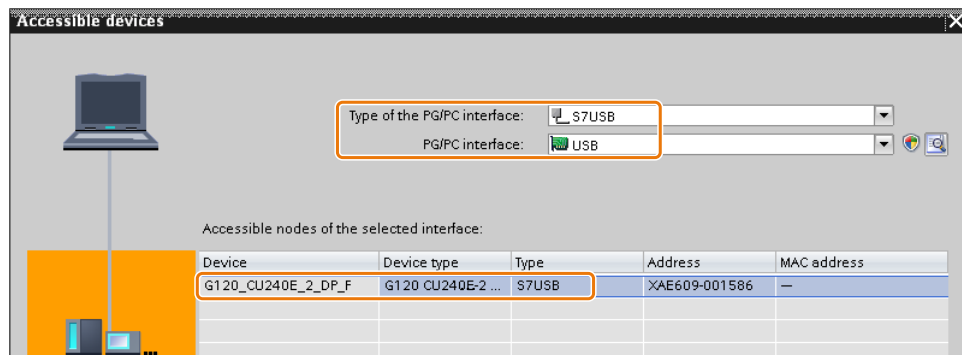 Accessible devices
Type of the PG/PC interface: S7USB
PG/PC interface: USB
Accessible nodes of the selected interface:
Device Device type Type Address MAC address
G120_CU240E_2_DP_F G120 CU240E-2 ... S7USB XAE609-001586 —